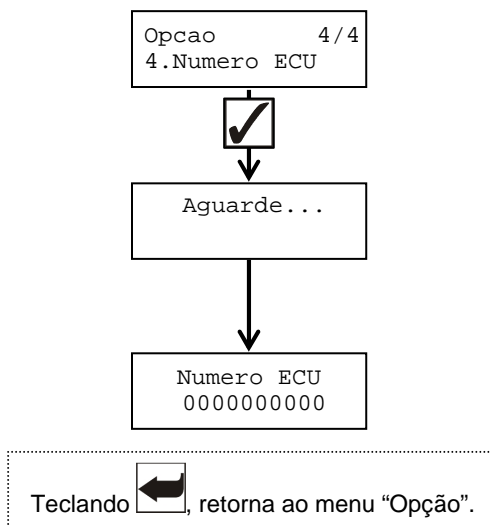 Opcao 4/4
4.Numero ECU
Aguarde...
Numero ECU
0000000000
Teclando , retorna ao menu “Opção”.